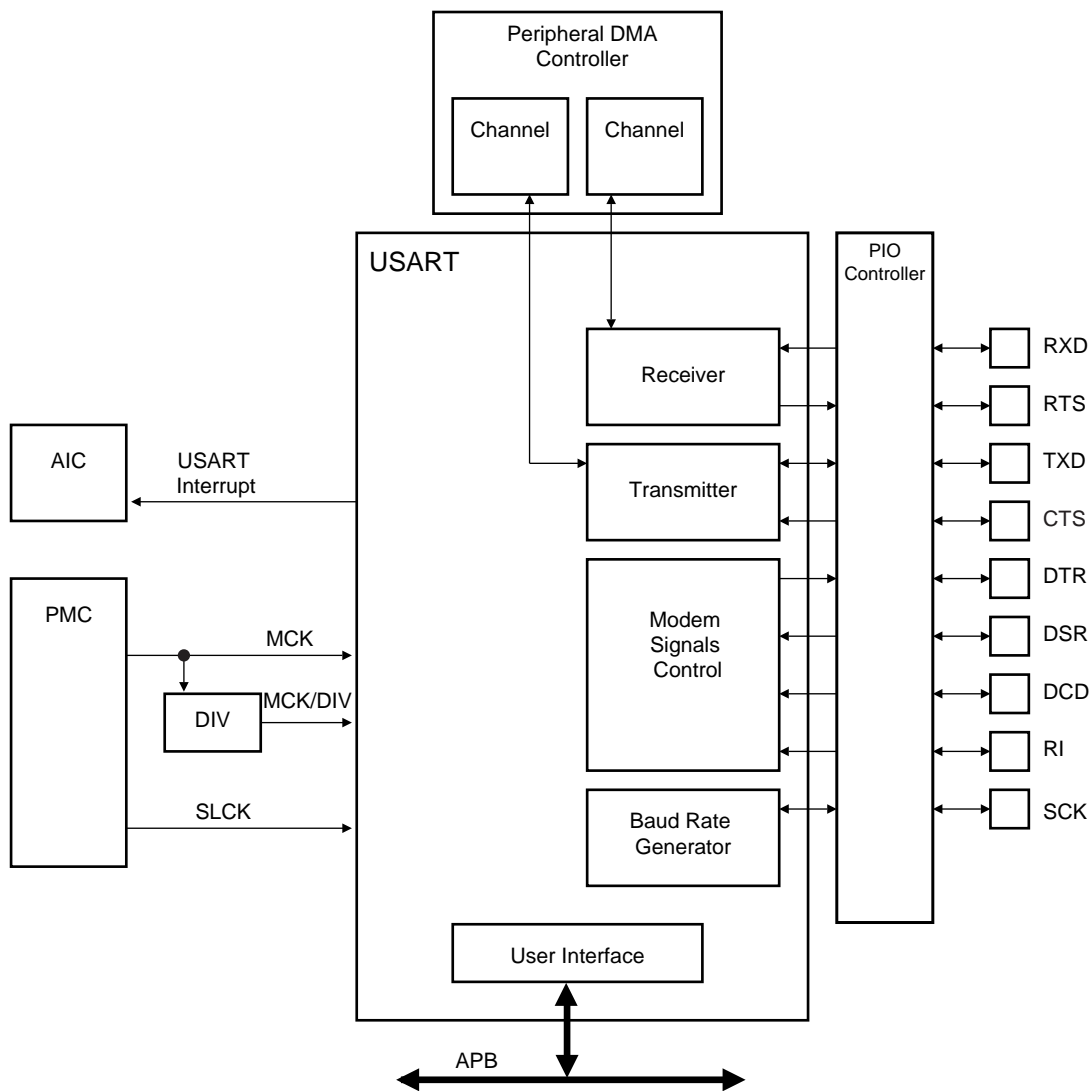 Peripheral DMA
Controller
Channel
Channel
USART
PIO
Controller
Receiver
RXD
RTS
AIC
USART
Interrupt
Transmitter
TXD
CTS
PMC
MCK
DIV
MCK/DIV
SLCK
Modem
Signals
Control
DTR
DSR
DCD
RI
Baud Rate
Generator
SCK
User Interface
APB